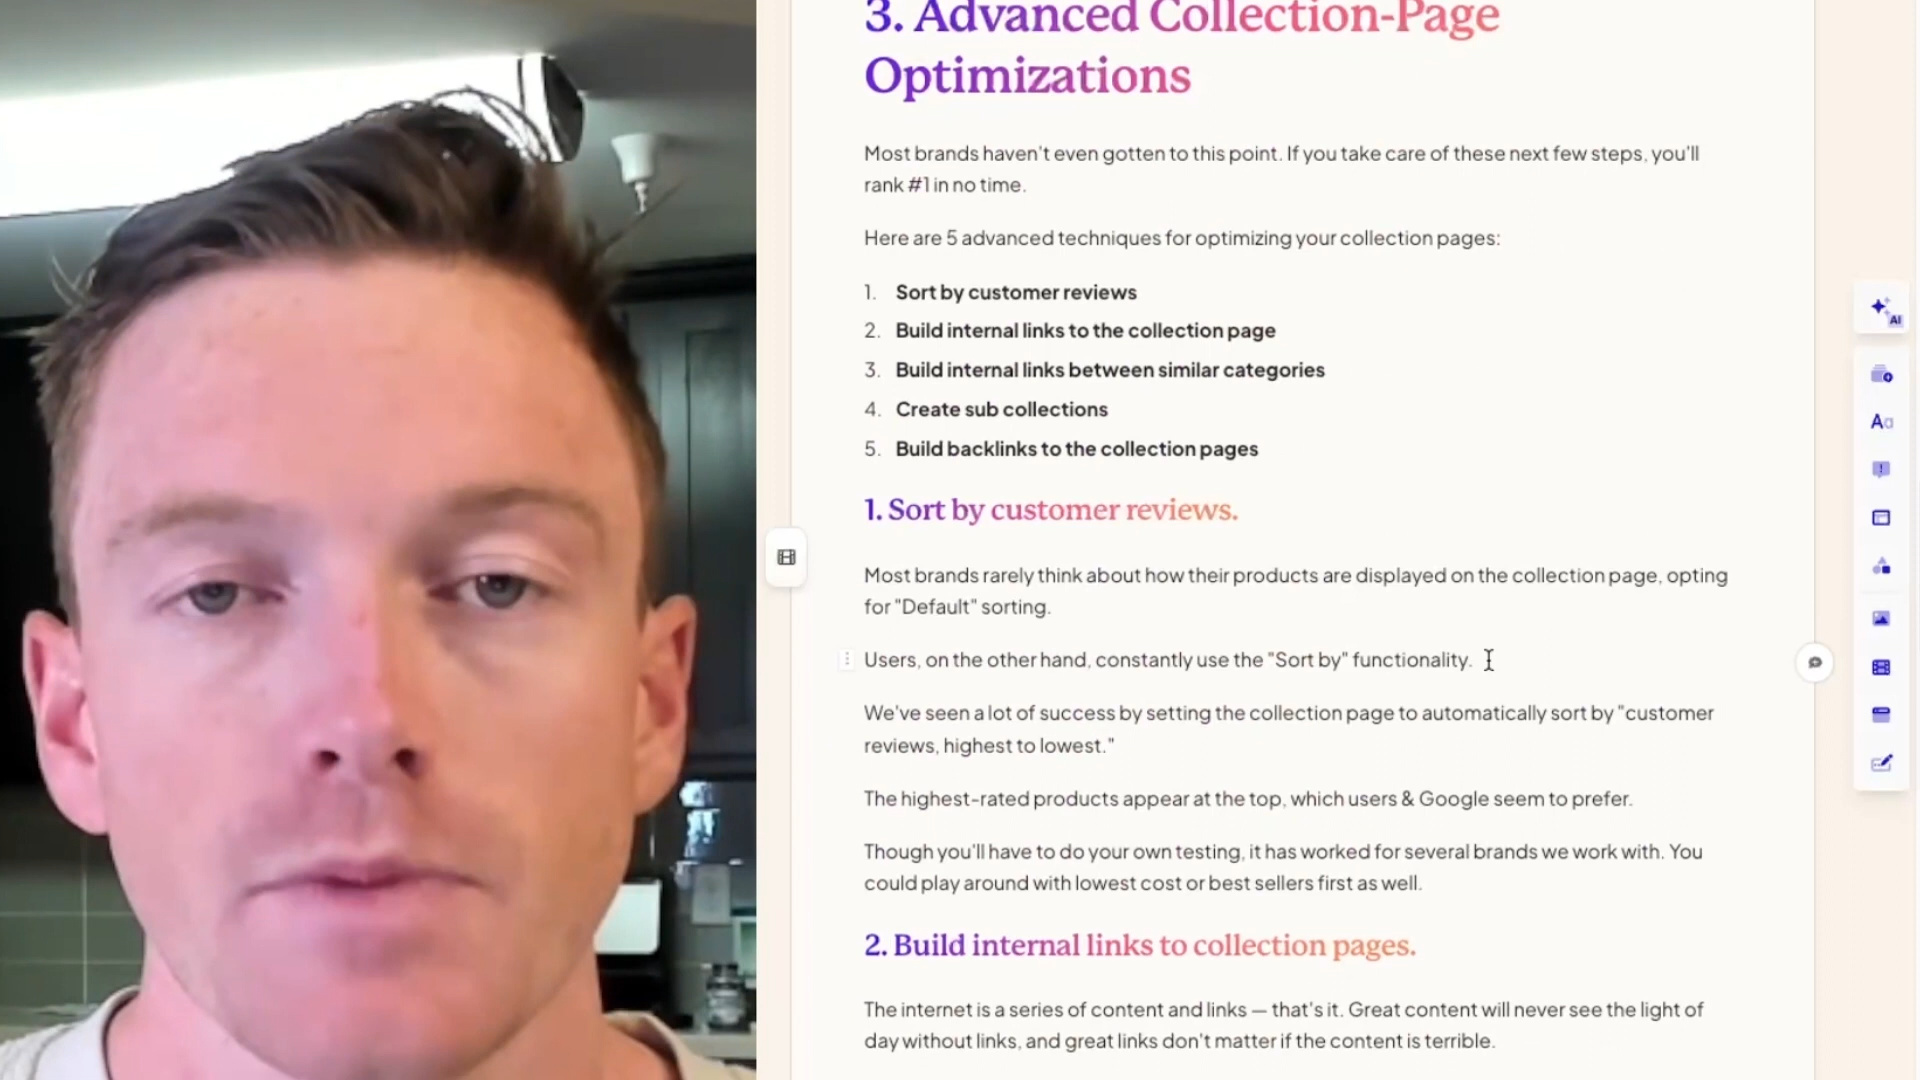 3. Advanced Collection-Page
Optimizations
Most brands haven't even gotten to this point. If you take care of these next few steps, you'll
rank #1 in no time.
Here are 5 advanced techniques for optimizing your collection pages:
1. Sort by customer reviews
2. Build internal links to the collection page
3. Build internal links between similar categories
4. Create sub collections
5. Build backlinks to the collection pages
1. Sort by customer reviews.
Most brands rarely think about how their products are displayed on the collection page, opting
for "Default" sorting.
Users, on the other hand, constantly use the "Sort by" functionality.
We've seen a lot of success by setting the collection page to automatically sort by "customer
reviews, highest to lowest."
The highest-rated products appear at the top, which users & Google seem to prefer.
Though you'll have to do your own testing, it has worked for several brands we work with. You
could play around with lowest cost or best sellers first as well.
2. Build internal links to collection pages.
The internet is a series of content and links — that's it. Great content will never see the light of
day without links, and great links don't matter if the content is terrible.
AI
Aa